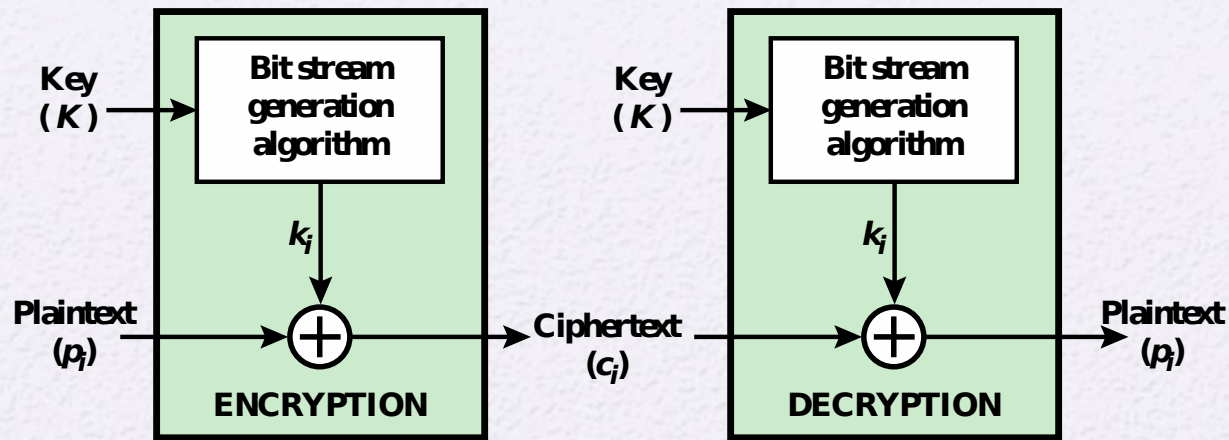 Key
(K)
Bit stream
generation
algorithm
k_i
Plaintext
(p_i)
ENCRYPTION
Ciphertext
(c_i)
Key
(K)
Bit stream
generation
algorithm
k_i
DECRYPTION
Plaintext
(p_i)